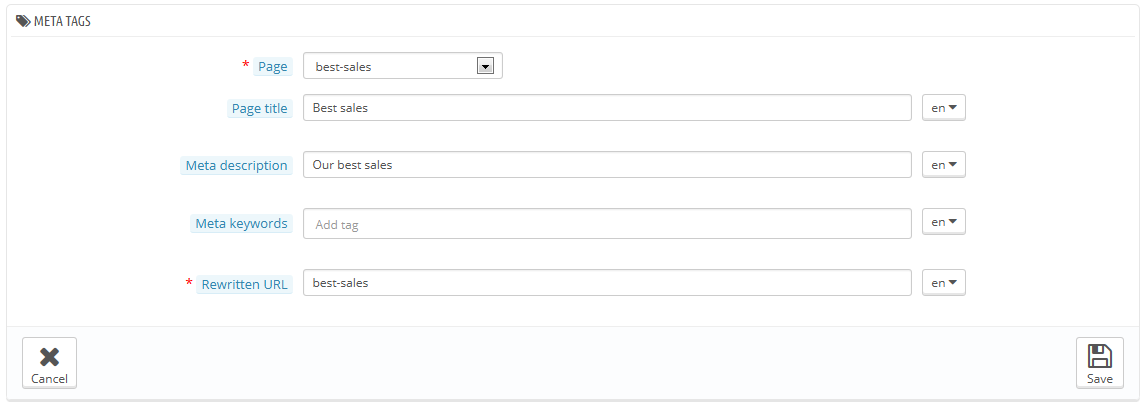 META TAGS
* Page best-sales
Page title Best sales en
Meta description Our best sales en
Meta keywords Add tag en
* Rewritten URL best-sales en
Cancel Save